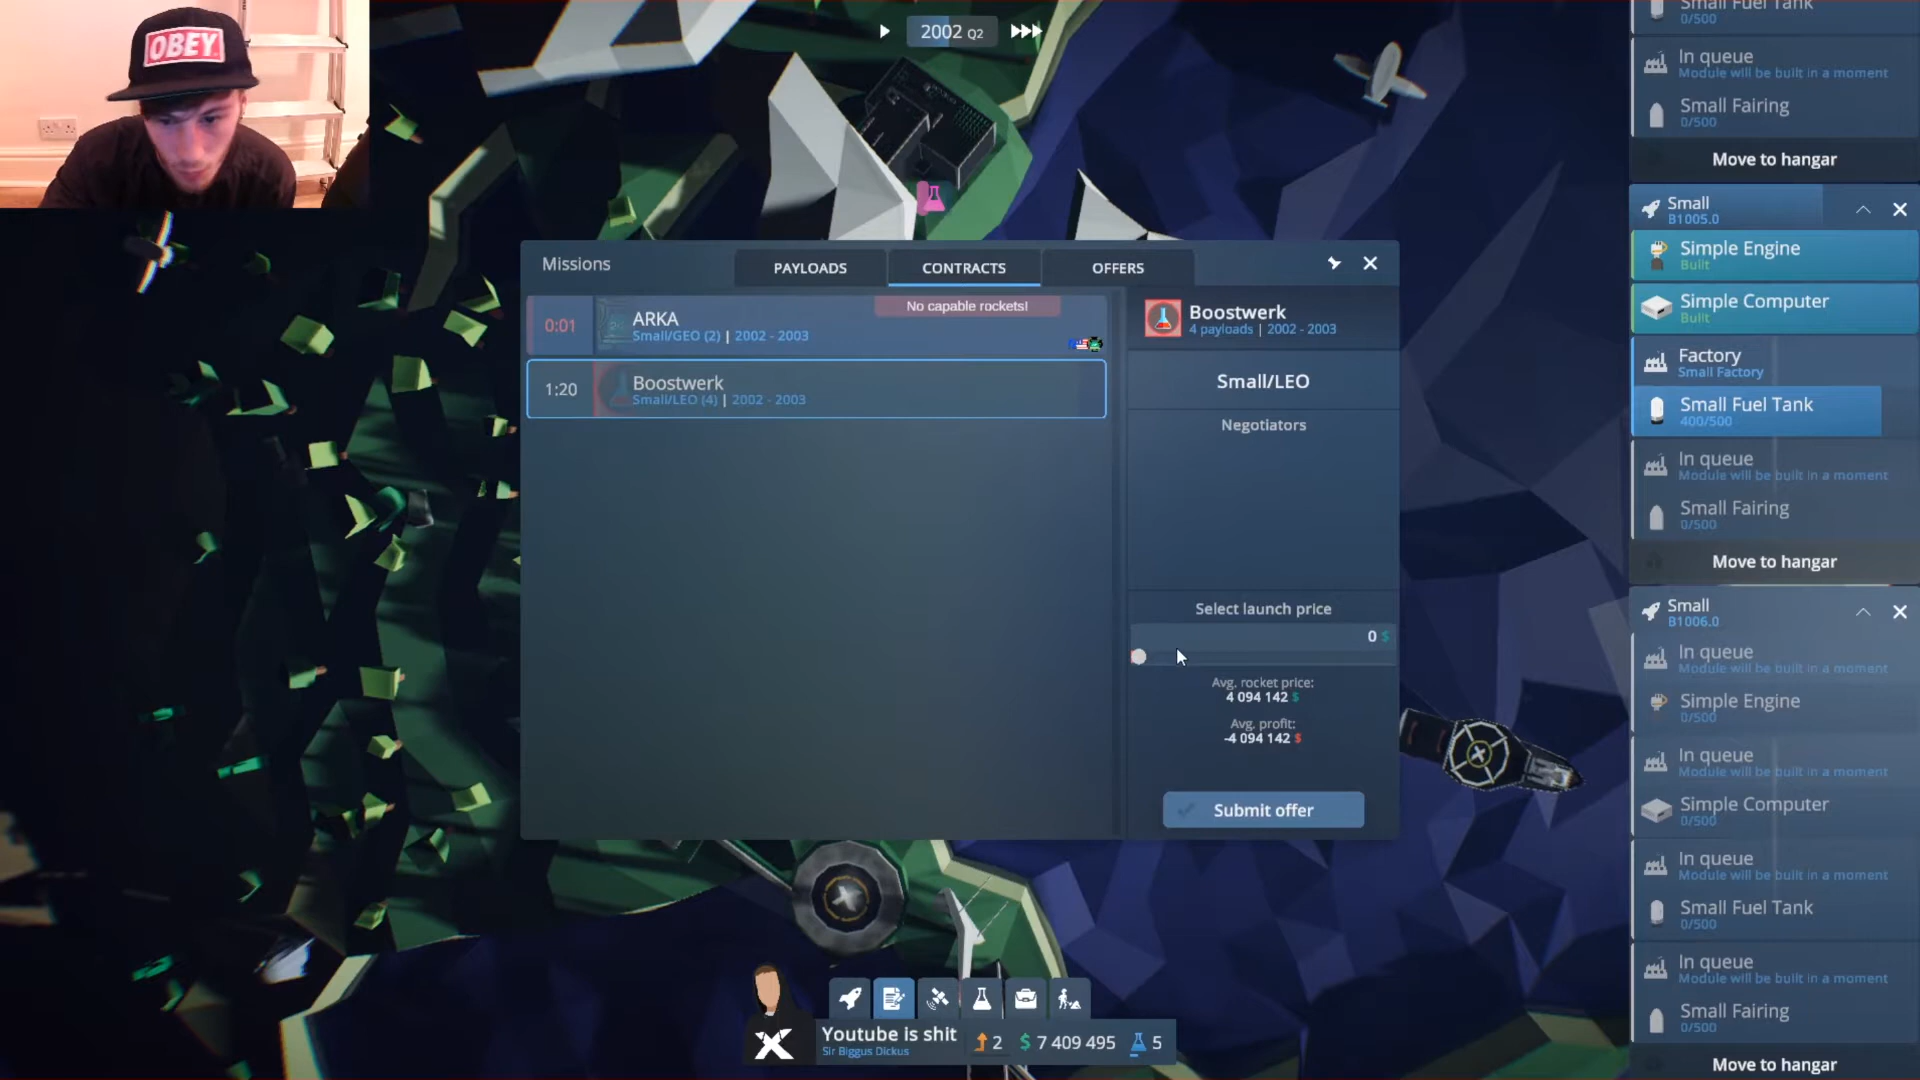 OBEY
2002 Q2
Missions
PAYLOADS
CONTRACTS
OFFERS
0:01
ARKA
Small/GEO (2) | 2002 - 2003
No capable rockets!
1:20
Boostwerk
Small/LEO (4) | 2002 - 2003
Boostwerk
4 payloads | 2002 - 2003
Small/LEO
Negotiators
Select launch price
0 $
Avg. rocket price:
4 094 142 $
Avg. profit:
-4 094 142 $
Submit offer
Small Fuel Tank
0/500
In queue
Module will be built in a moment
Small Fairing
0/500
Move to hangar
Small
B1005.0
Simple Engine
Built
Simple Computer
Built
Factory
Small Factory
Small Fuel Tank
400/500
In queue
Module will be built in a moment
Small Fairing
0/500
Move to hangar
Small
B1006.0
In queue
Module will be built in a moment
Simple Engine
0/500
In queue
Module will be built in a moment
Simple Computer
0/500
In queue
Module will be built in a moment
Small Fuel Tank
0/500
In queue
Module will be built in a moment
Small Fairing
0/500
Move to hangar
Youtube is shit
Sir Biggus Dickus
2
$ 7 409 495
5